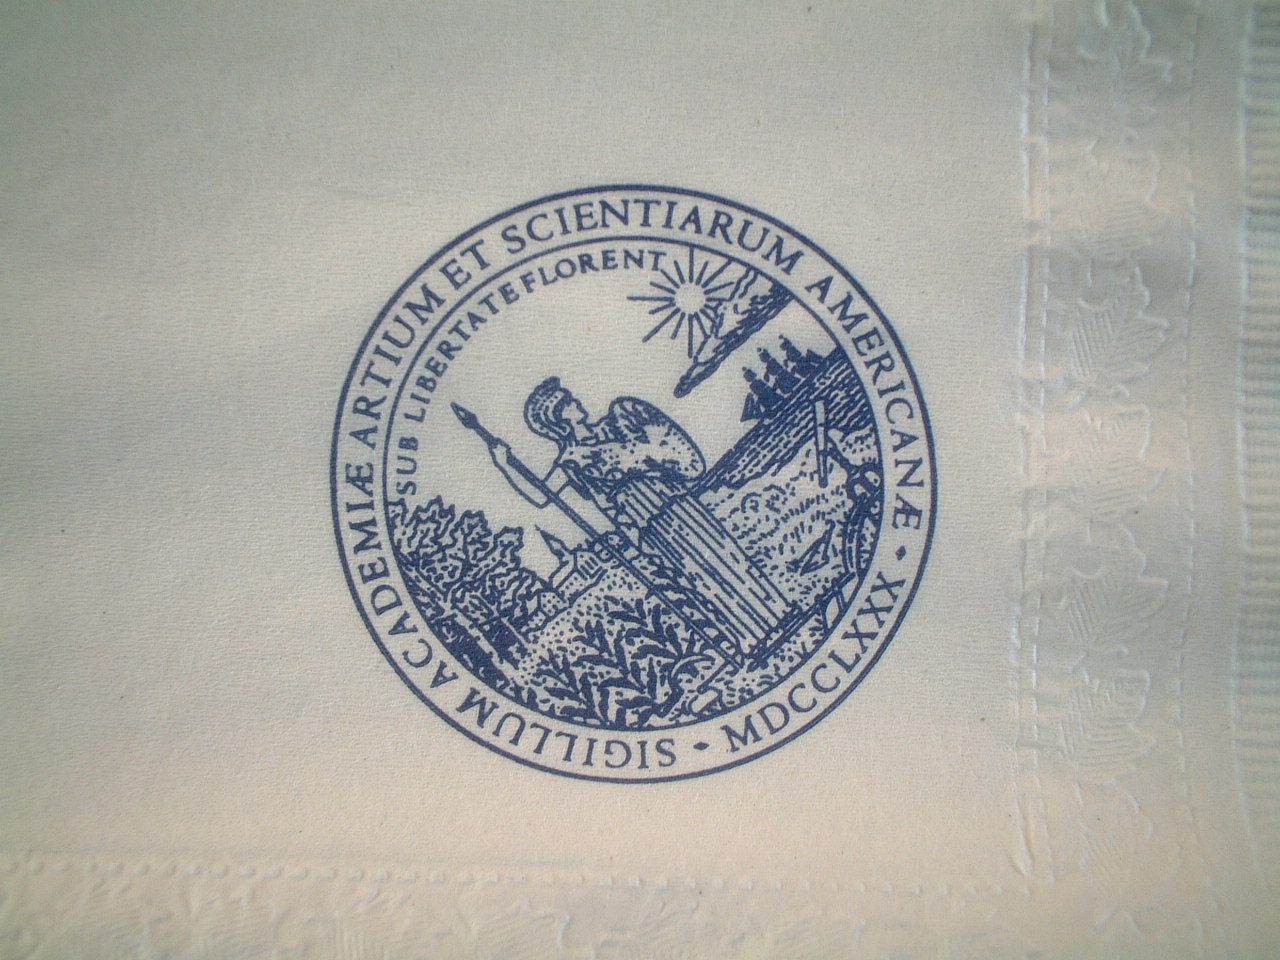 SIGILLUM ACADEMIÆ ARTIUM ET SCIENTIARUM AMERICANÆ • MDCCLXXX •
SUB LIBERTATE FLORENT